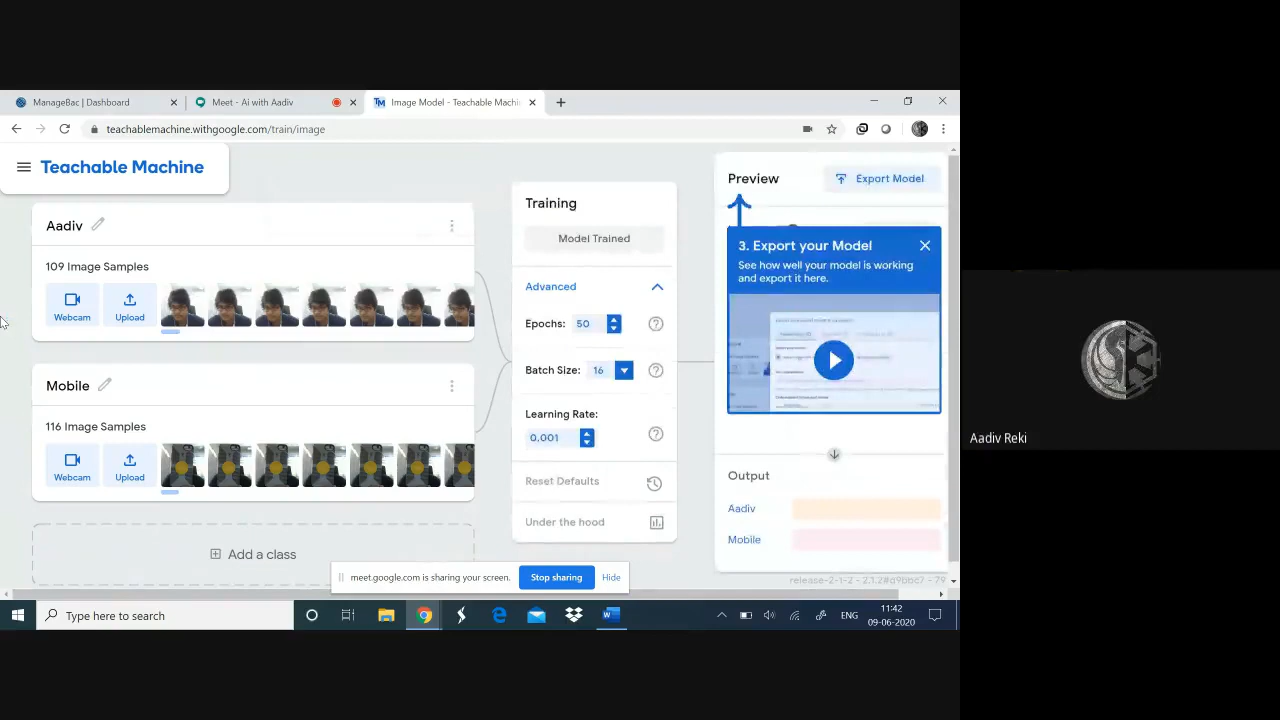 ManageBac | Dashboard
Meet - Ai with Aadiv
Image Model - Teachable Machin
teachablemachine.withgoogle.com/train/image
Teachable Machine
Aadiv
109 Image Samples
Webcam
Upload
Mobile
116 Image Samples
Webcam
Upload
Add a class
Training
Model Trained
Advanced
Epochs: 50
Batch Size: 16
Learning Rate:
0.001
Reset Defaults
Under the hood
Preview
Export Model
3. Export your Model
See how well your model is working
and export it here.
Output
Aadiv
Mobile
meet.google.com is sharing your screen.
Stop sharing
Hide
Type here to search
ENG
11:42
09-06-2020
Aadiv Reki